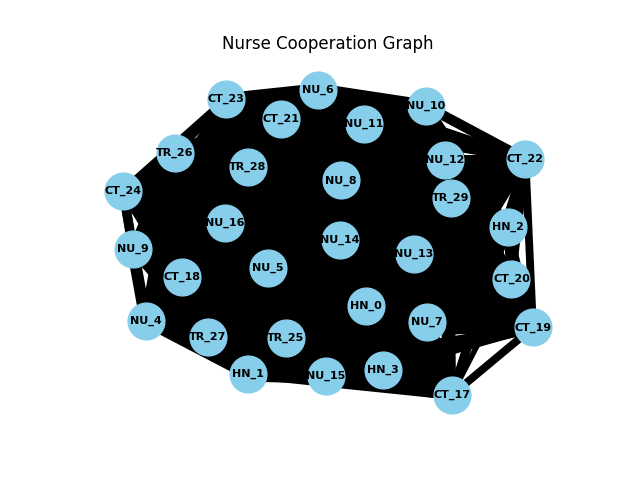 Nurse Cooperation Graph
NU_6
CT_23
NU_10
CT_21
NU_11
TR_26
CT_22
NU_12
TR_28
NU_8
CT_24
TR_29
NU_16
HN_2
NU_14
NU_9
NU_13
NU_5
CT_18
CT_20
HN_0
NU_4
NU_7
CT_19
TR_27
TR_25
HN_3
HN_1
NU_15
CT_17